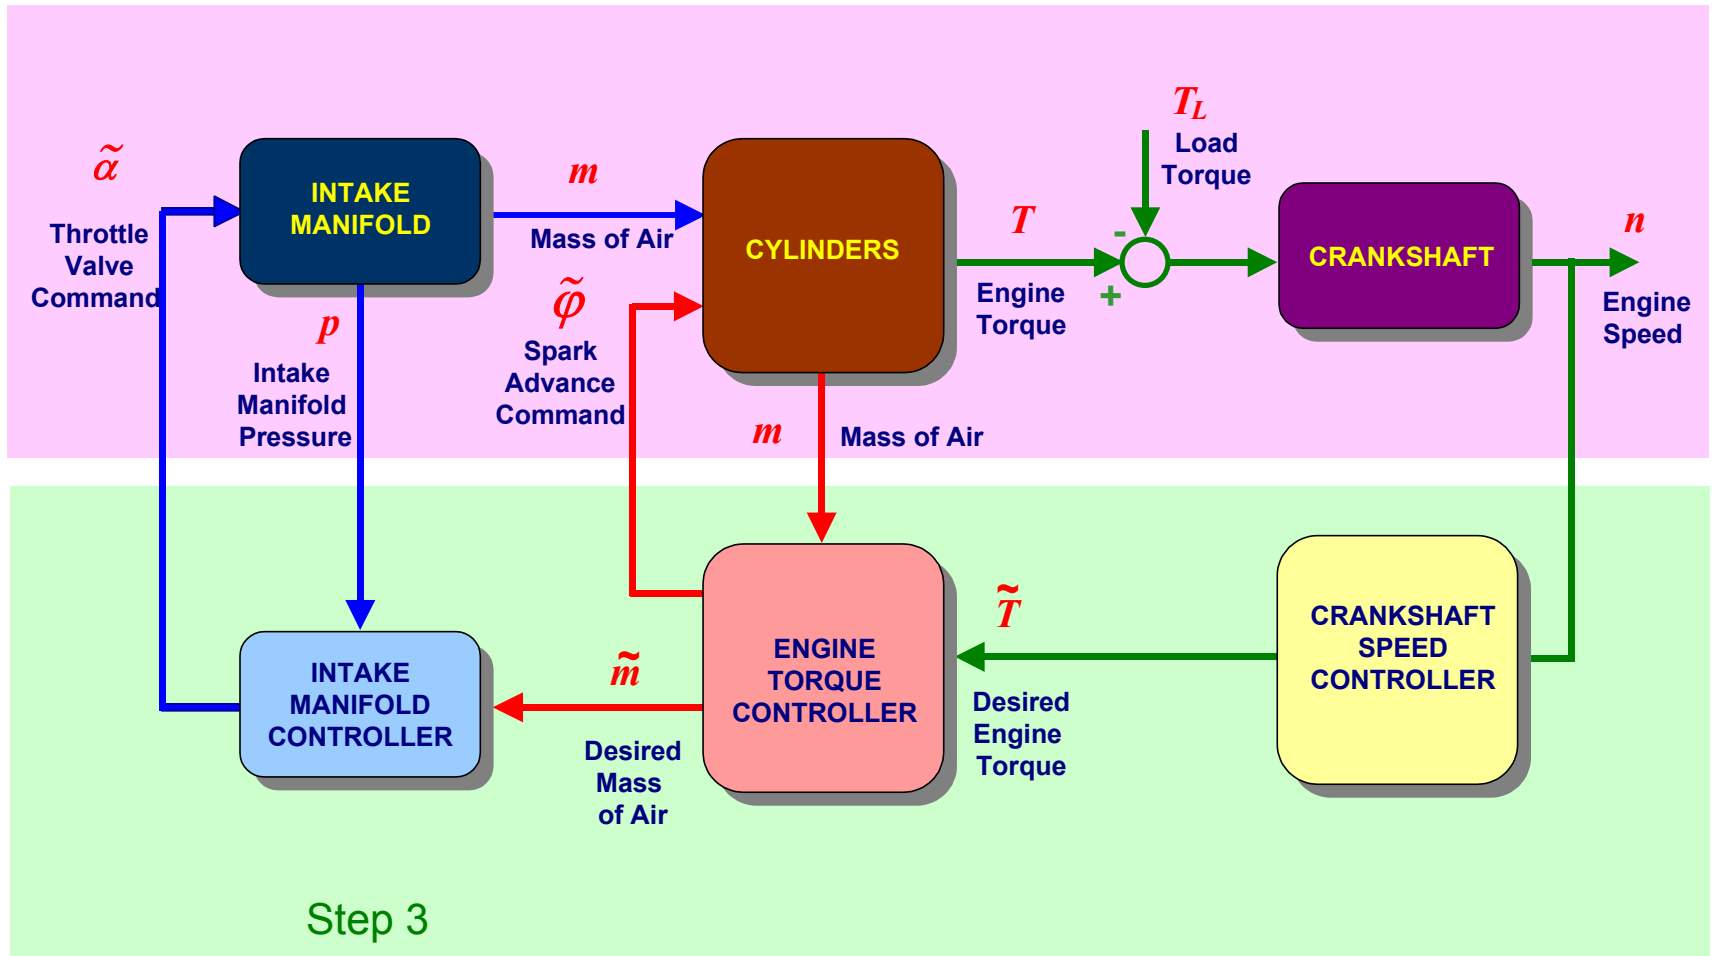 α̃
Throttle
Valve
Command
INTAKE
MANIFOLD
m
Mass of Air
p
Intake
Manifold
Pressure
φ̃
Spark
Advance
Command
CYLINDERS
m
Mass of Air
T
Engine
Torque
T_L
Load
Torque
-
+
CRANKSHAFT
n
Engine
Speed
INTAKE
MANIFOLD
CONTROLLER
m̃
Desired
Mass
of Air
ENGINE
TORQUE
CONTROLLER
T̃
Desired
Engine
Torque
CRANKSHAFT
SPEED
CONTROLLER
Step 3